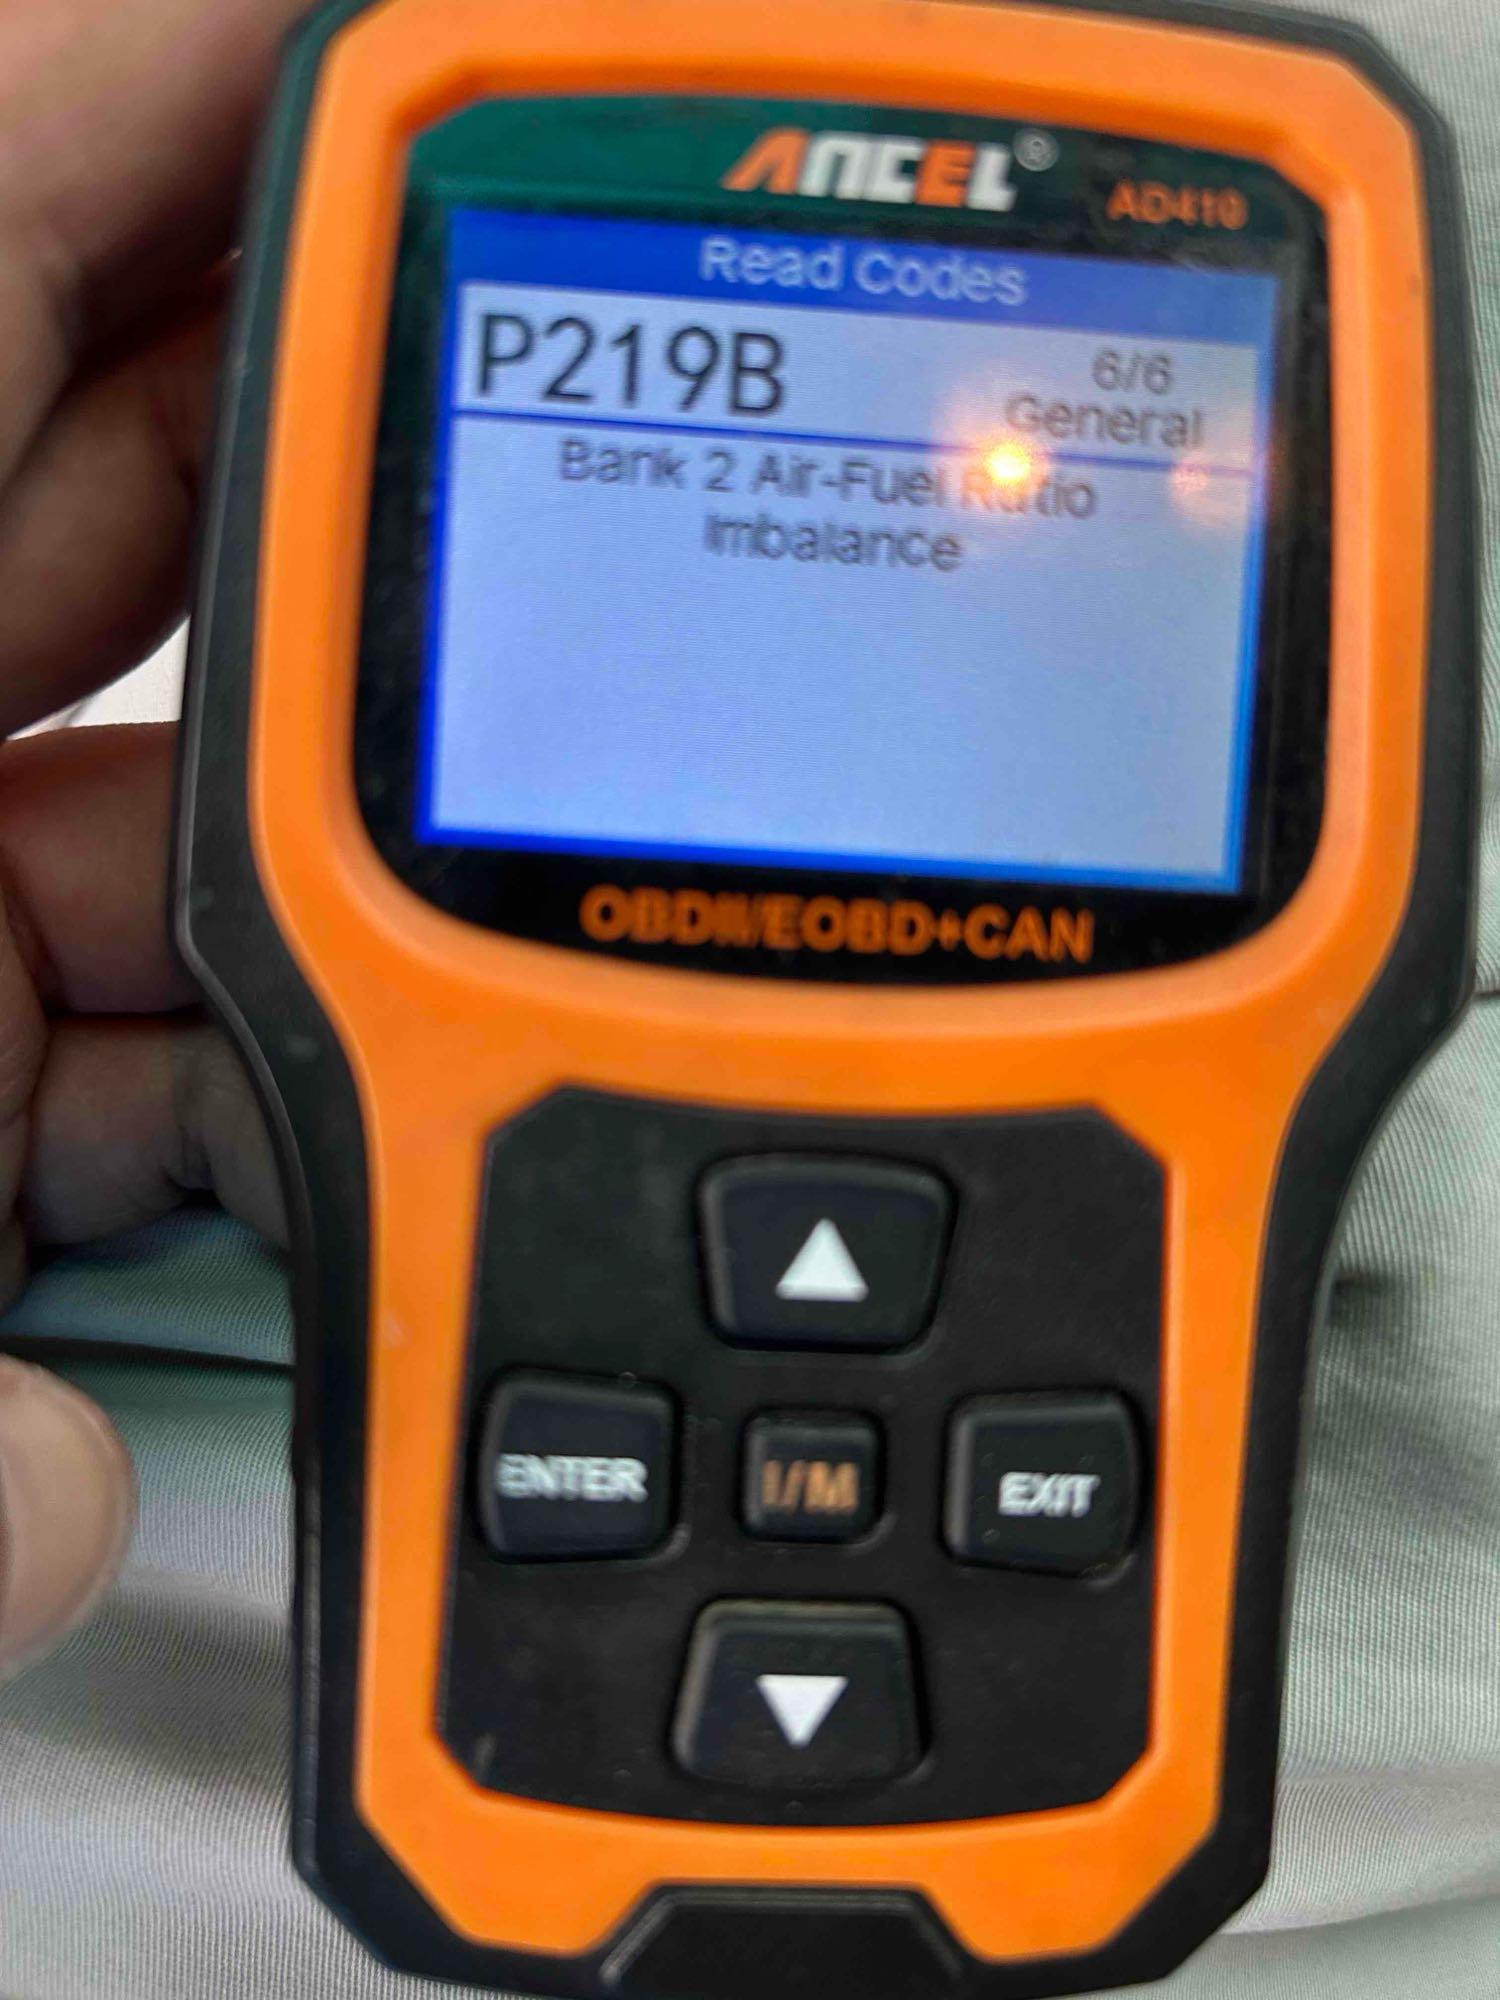 ANCEL®
AD410
Read Codes
P219B
6/6
General
Bank 2 Air-Fuel Ratio
Imbalance
OBDII/EOBD+CAN
ENTER
I/M
EXIT